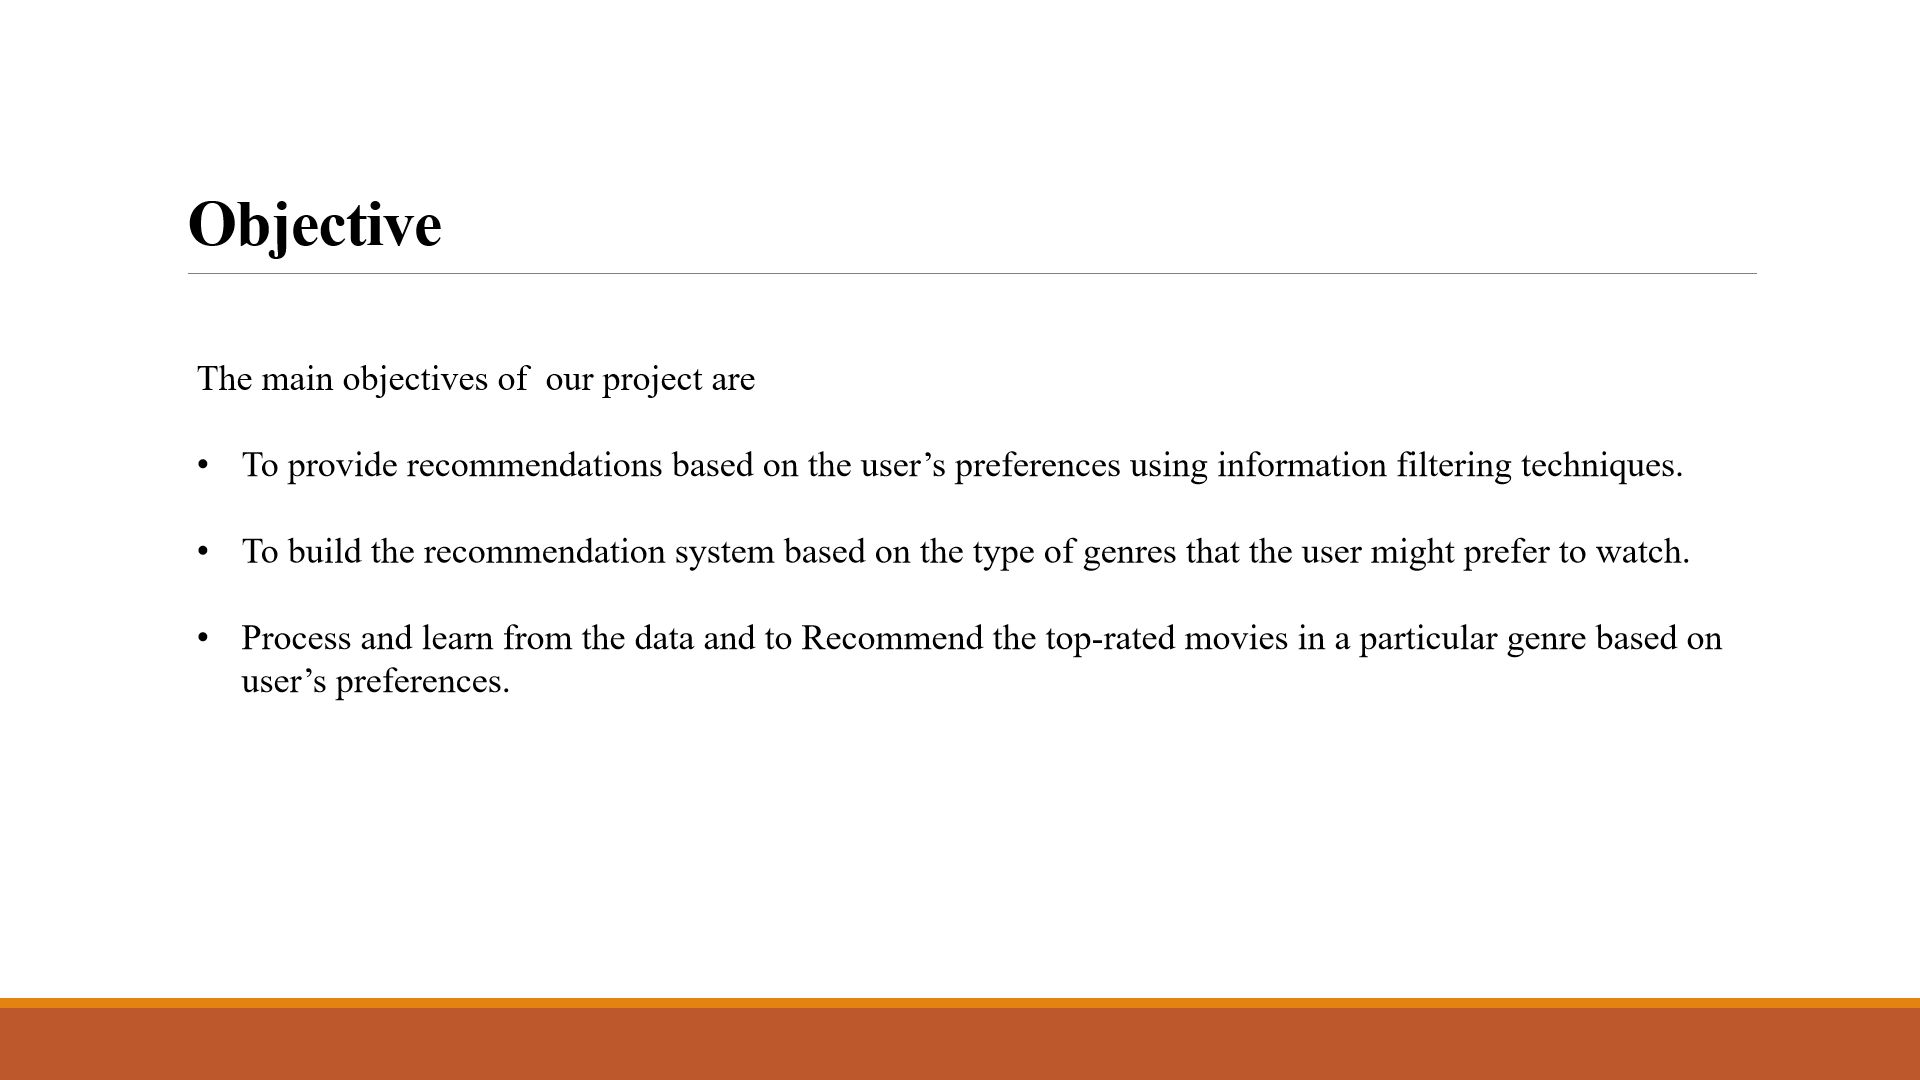 Objective
The main objectives of  our project are
• To provide recommendations based on the user’s preferences using information filtering techniques.
• To build the recommendation system based on the type of genres that the user might prefer to watch.
• Process and learn from the data and to Recommend the top-rated movies in a particular genre based on
user’s preferences.